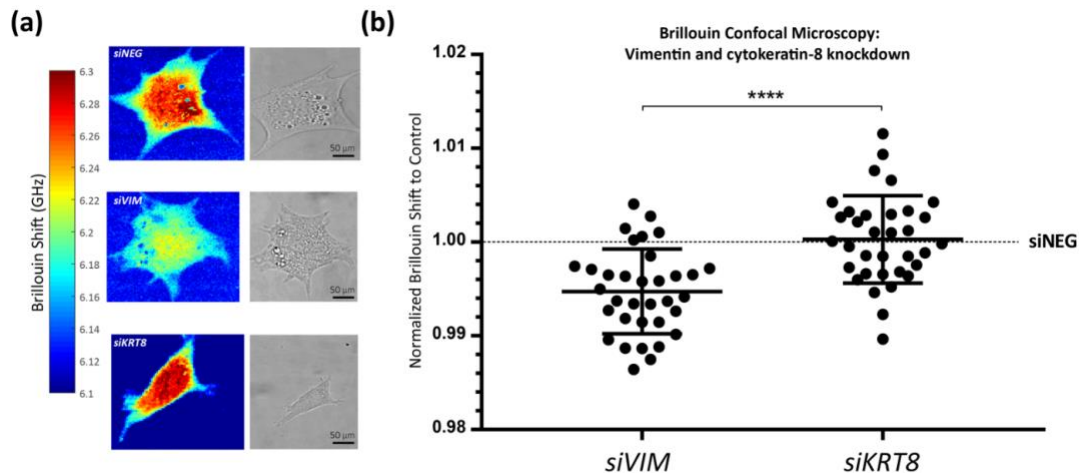 (a)
Brillouin Shift (GHz)
6.3
6.28
6.26
6.24
6.22
6.2
6.18
6.16
6.14
6.12
6.1
siNEG
50 µm
siVIM
50 µm
siKRT8
50 µm
(b)
Brillouin Confocal Microscopy:
Vimentin and cytokeratin-8 knockdown
Normalized Brillouin Shift to Control
1.02
1.01
1.00
0.99
0.98
****
siNEG
siVIM
siKRT8